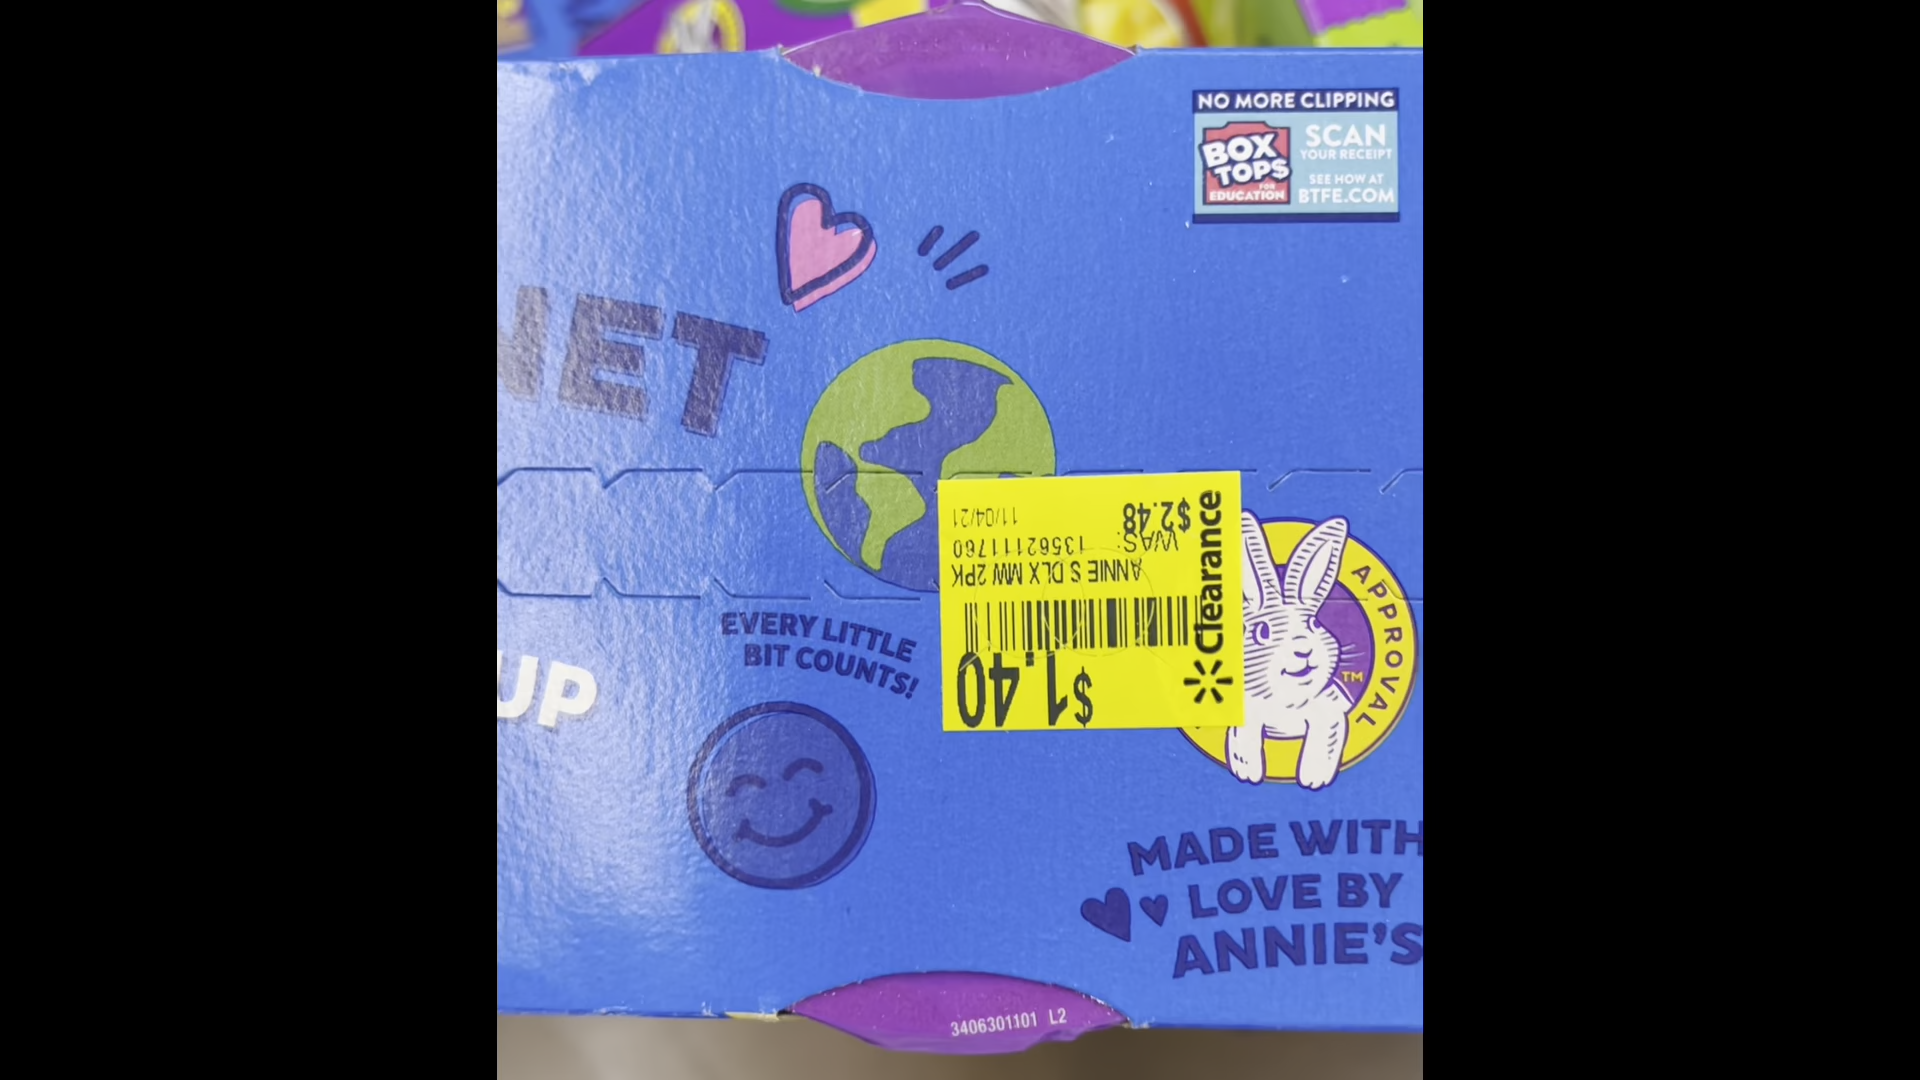 NO MORE CLIPPING
BOX
TOPS
FOR
EDUCATION
SCAN
YOUR RECEIPT
SEE HOW AT
BTFE.COM
NET
EVERY LITTLE
BIT COUNTS!
UP
Clearance
$1.40
ANNIE S DLX MW 2PK
13562111760
WAS:
$2.48
11/04/21
APPROVAL
TM
MADE WITH
LOVE BY
ANNIE'S
3406301101 L2